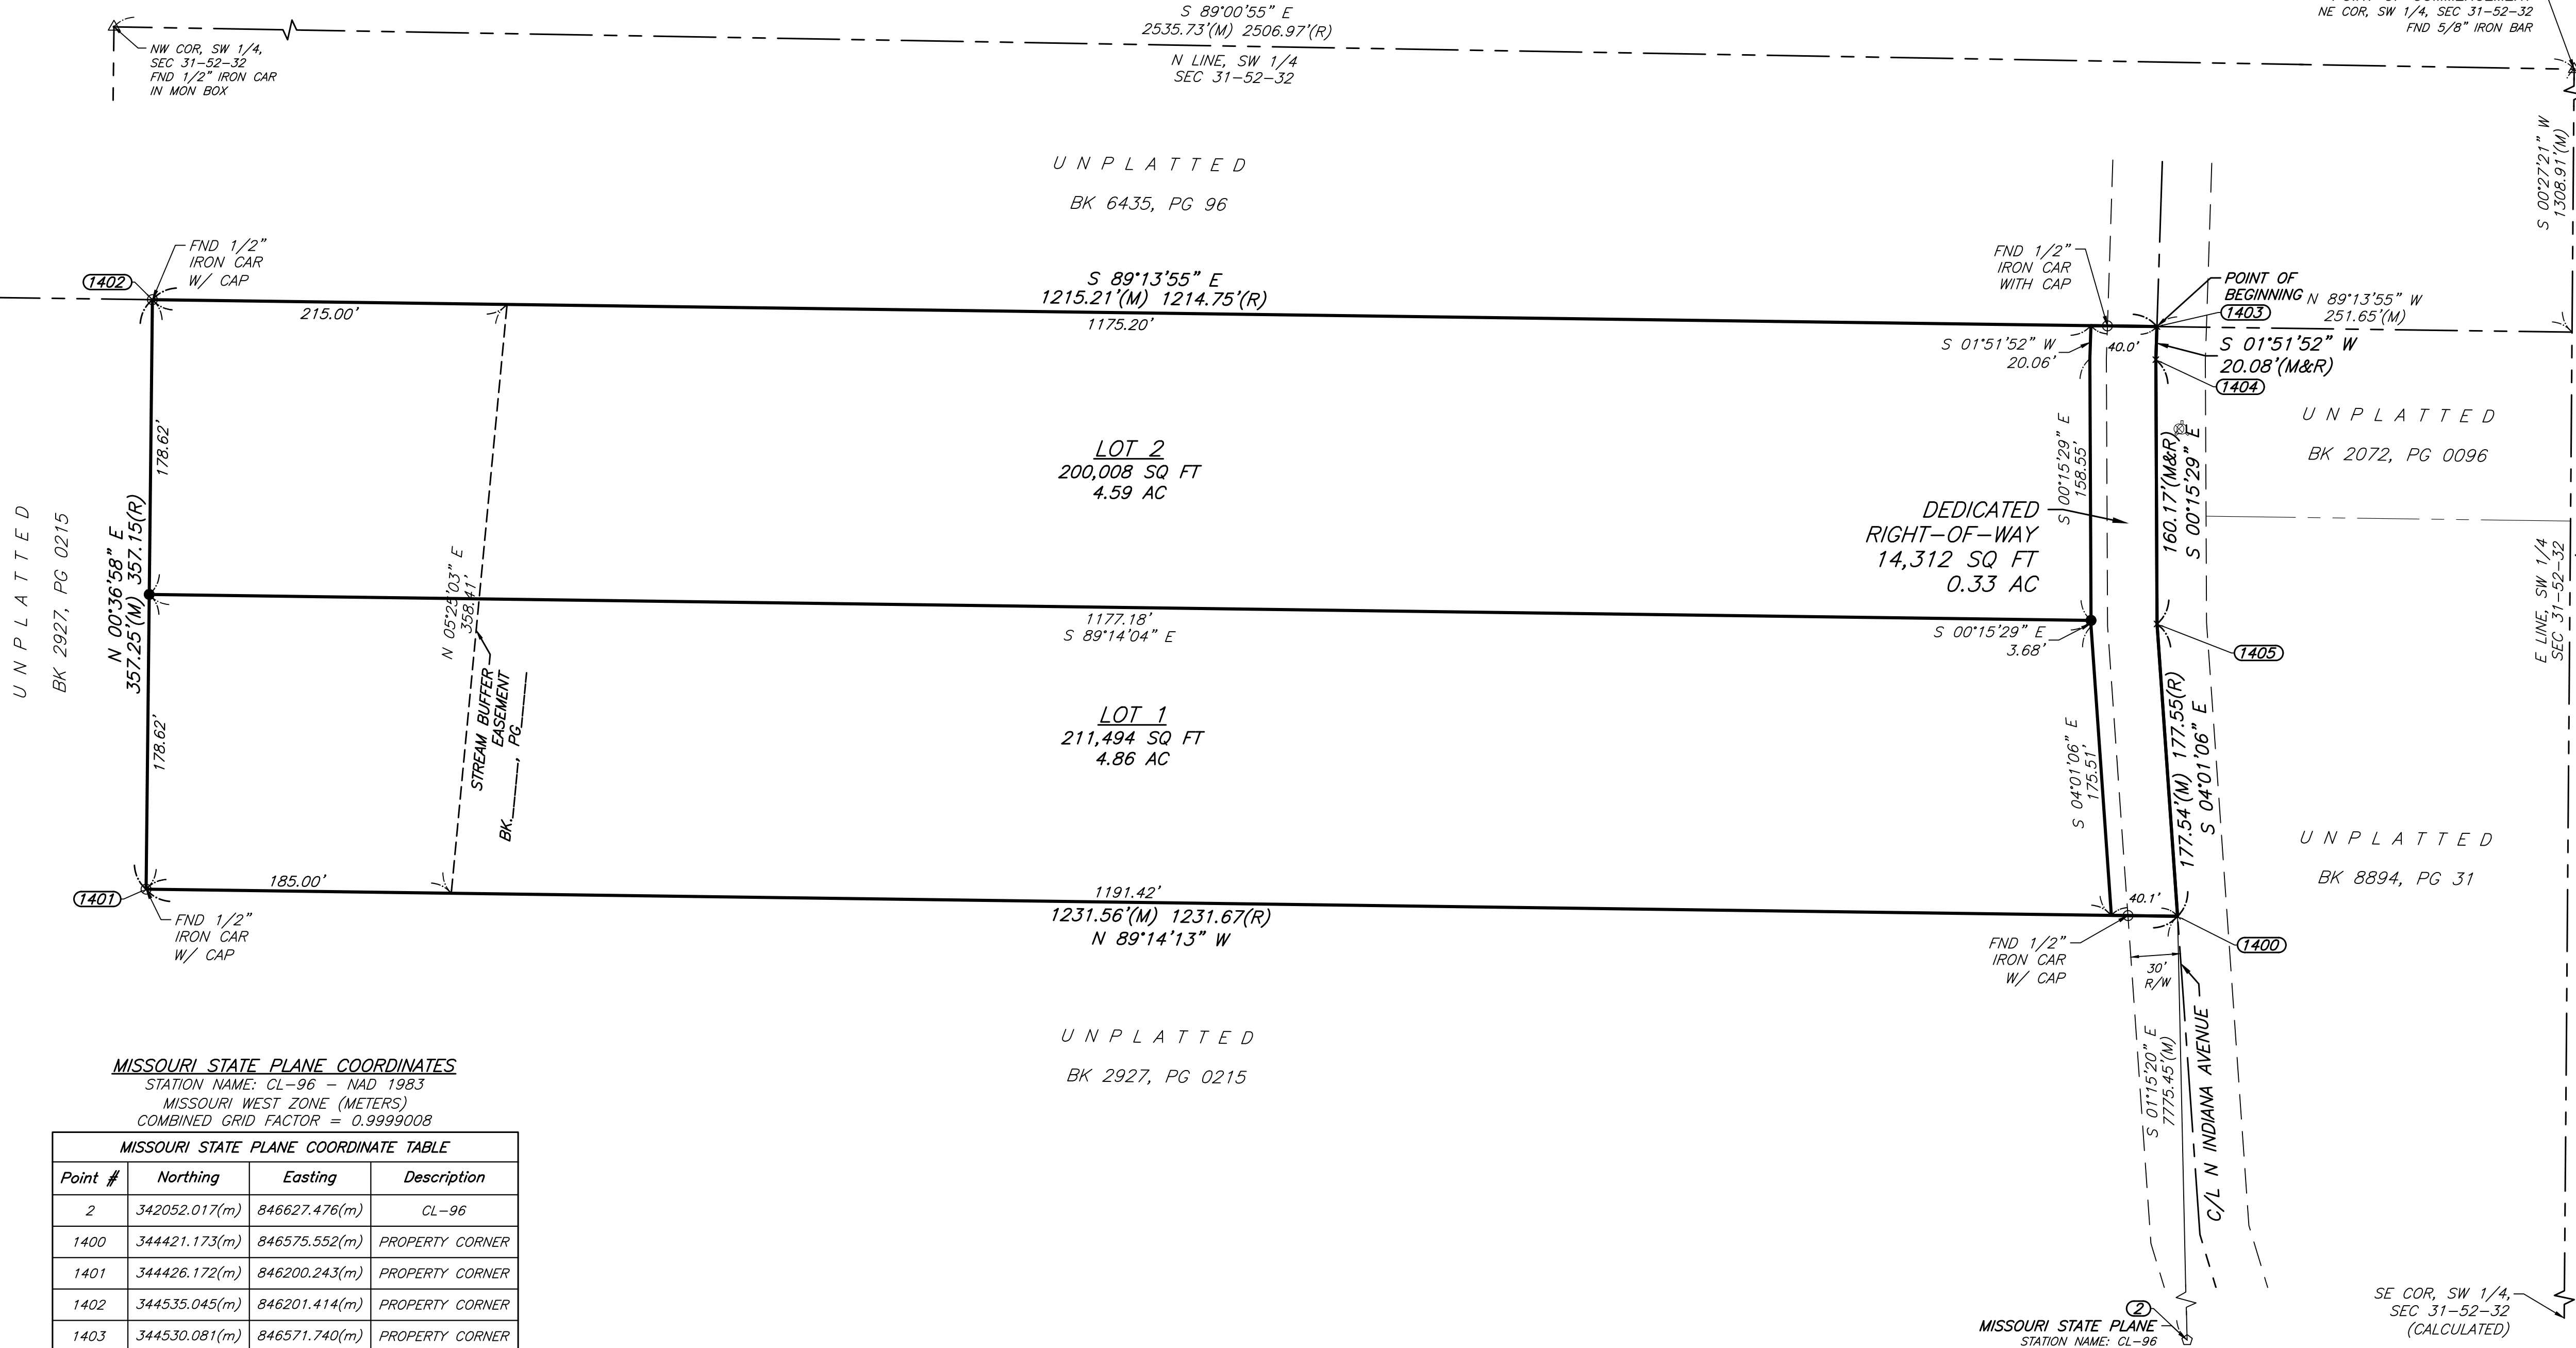 S 89°00'55" E
2535.73'(M) 2506.97'(R)
N LINE, SW 1/4
SEC 31-52-32
NE COR, SW 1/4, SEC 31-52-32
FND 5/8" IRON BAR
NW COR, SW 1/4,
SEC 31-52-32
FND 1/2" IRON CAR
IN MON BOX
S 00°27'21" W
1308.91'(M)
U N P L A T T E D
BK 6435, PG 96
FND 1/2"
IRON CAR
W/ CAP
1402
S 89°13'55" E
1215.21'(M) 1214.75'(R)
215.00'
1175.20'
FND 1/2"
IRON CAR
WITH CAP
POINT OF
BEGINNING
1403
N 89°13'55" W
251.65'(M)
S 01°51'52" W
20.06'
40.0'
S 01°51'52" W
20.08'(M&R)
1404
U N P L A T T E D
BK 2072, PG 0096
178.62'
LOT 2
200,008 SQ FT
4.59 AC
S 00°15'29" E
158.55'
160.17'(M&R)
S 00°15'29" E
DEDICATED
RIGHT-OF-WAY
14,312 SQ FT
0.33 AC
U N P L A T T E D
BK 2927, PG 0215
N 00°36'58" E
357.25'(M) 357.15(R)
N 05°25'03" E
358.41'
1177.18'
S 89°14'04" E
S 00°15'29" E
3.68'
1405
E LINE, SW 1/4
SEC 31-52-32
STREAM BUFFER
EASEMENT
BK.______, PG______
178.62'
LOT 1
211,494 SQ FT
4.86 AC
S 04°01'06" E
175.51'
177.54'(M) 177.55(R)
S 04°01'06" E
U N P L A T T E D
BK 8894, PG 31
1401
185.00'
1191.42'
1231.56'(M) 1231.67(R)
N 89°14'13" W
40.1'
FND 1/2"
IRON CAR
W/ CAP
FND 1/2"
IRON CAR
W/ CAP
1400
30'
R/W
U N P L A T T E D
BK 2927, PG 0215
S 01°15'20" E
7775.45'(M)
C/L N INDIANA AVENUE
MISSOURI STATE PLANE COORDINATES
STATION NAME: CL-96 - NAD 1983
MISSOURI WEST ZONE (METERS)
COMBINED GRID FACTOR = 0.9999008
MISSOURI STATE PLANE COORDINATE TABLE
Point # Northing Easting Description
2 342052.017(m) 846627.476(m) CL-96
1400 344421.173(m) 846575.552(m) PROPERTY CORNER
1401 344426.172(m) 846200.243(m) PROPERTY CORNER
1402 344535.045(m) 846201.414(m) PROPERTY CORNER
1403 344530.081(m) 846571.740(m) PROPERTY CORNER
2
MISSOURI STATE PLANE
STATION NAME: CL-96
SE COR, SW 1/4,
SEC 31-52-32
(CALCULATED)